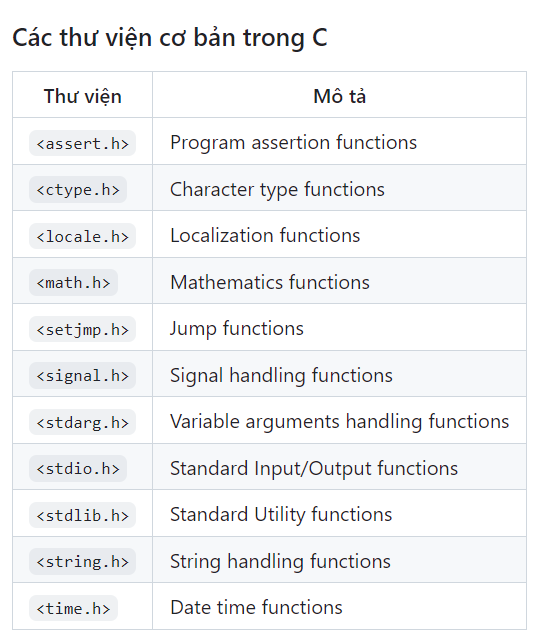 Các thư viện cơ bản trong C
Thư viện Mô tả
<assert.h> Program assertion functions
<ctype.h> Character type functions
<locale.h> Localization functions
<math.h> Mathematics functions
<setjmp.h> Jump functions
<signal.h> Signal handling functions
<stdarg.h> Variable arguments handling functions
<stdio.h> Standard Input/Output functions
<stdlib.h> Standard Utility functions
<string.h> String handling functions
<time.h> Date time functions